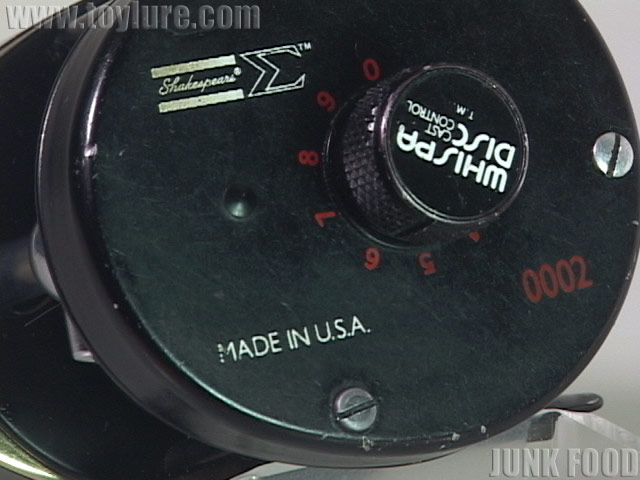 www.toylure.com
Shakespeare®
Σ™
WHISPA
DISC CAST CONTROL
T.M.
0
9
8
7
6
5
4
0002
MADE IN U.S.A.
JUNK FOOD